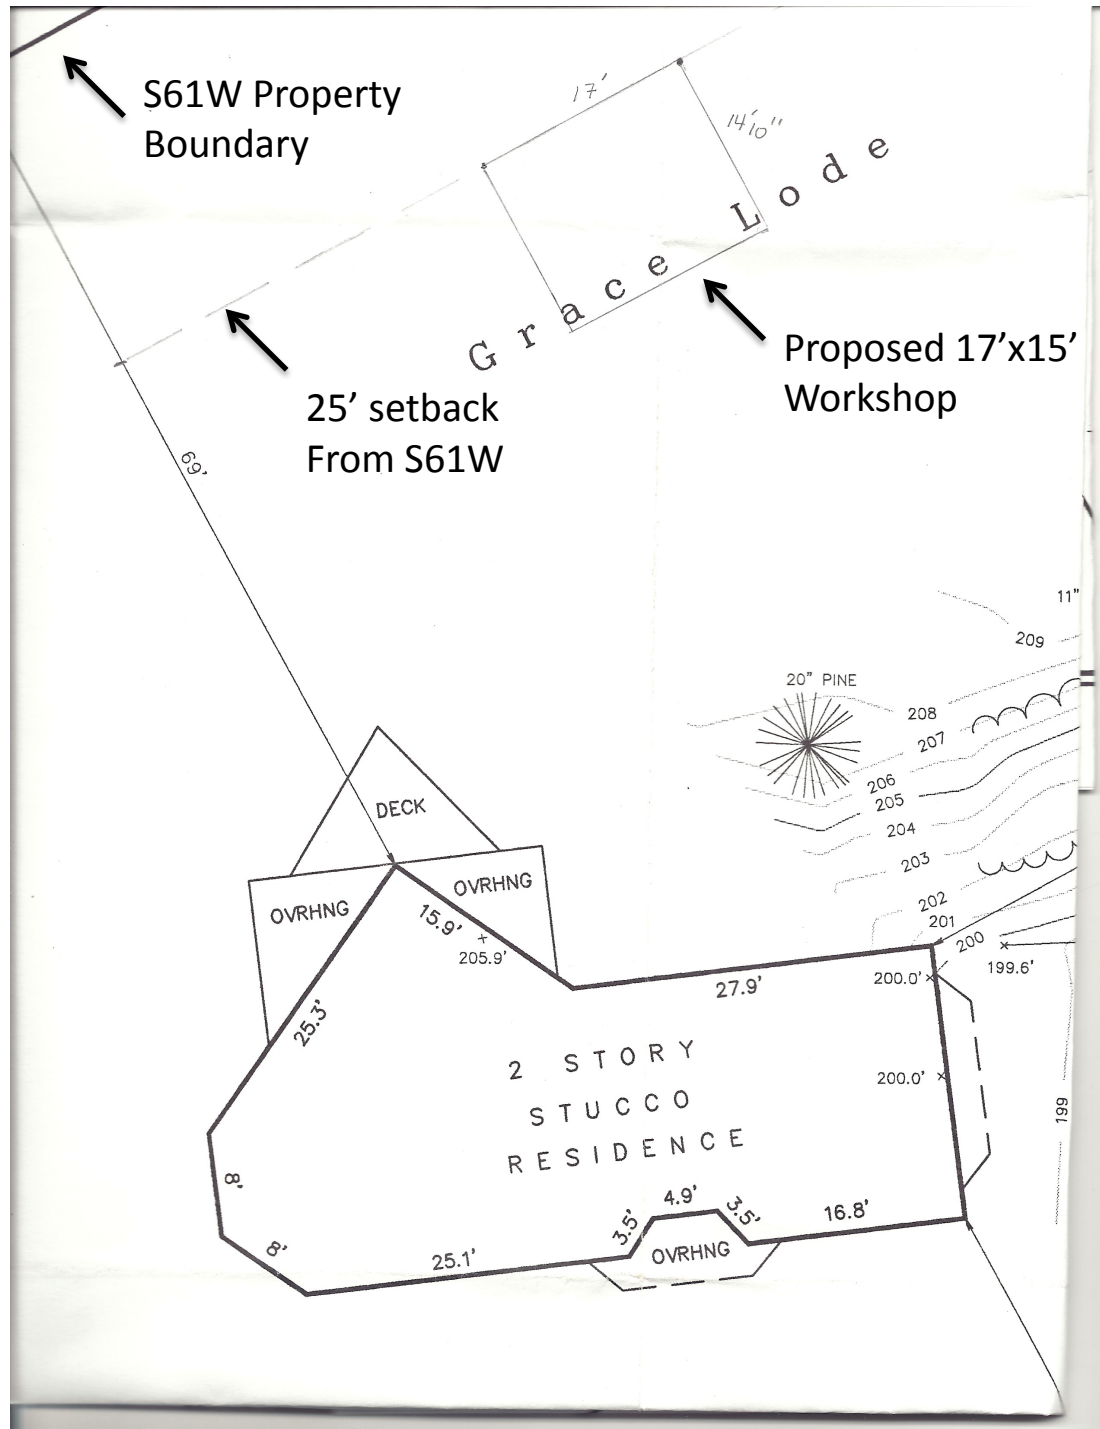 S61W Property
Boundary
17'
14'10"
Grace Lode
Proposed 17’x15’
Workshop
25’ setback
From S61W
69'
11"
209
20" PINE
208
207
206
205
204
203
202
201
200
DECK
OVRHNG
OVRHNG
15.9'
205.9'
199.6'
200.0'
27.9'
25.3'
200.0'
2 STORY
STUCCO
RESIDENCE
199
8'
8'
4.9'
3.5'
3.5'
16.8'
OVRHNG
25.1'